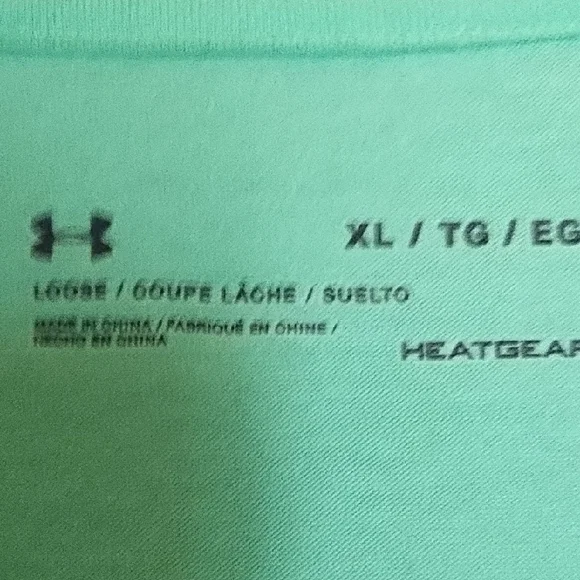 XL / TG / EG
LOOSE / COUPE LÂCHE / SUELTO
MADE IN CHINA / FABRIQUÉ EN CHINE /
HECHO EN CHINA
HEATGEAR